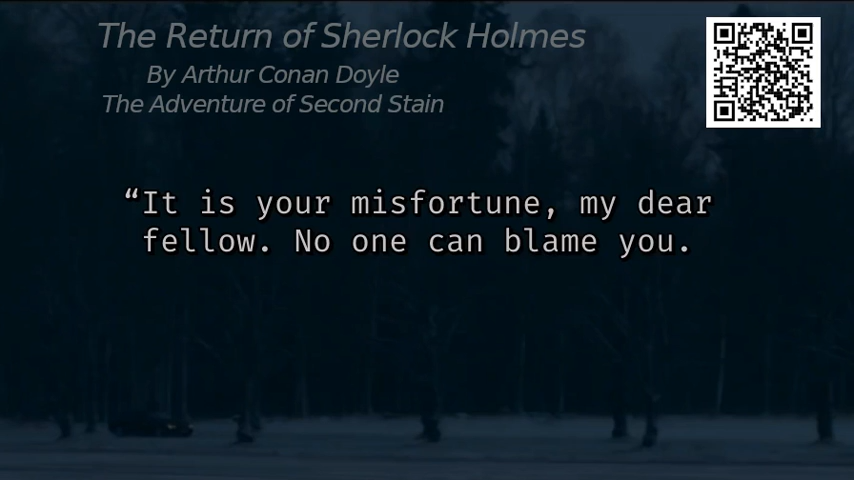 The Return of Sherlock Holmes
By Arthur Conan Doyle
The Adventure of Second Stain
“It is your misfortune, my dear
fellow. No one can blame you.